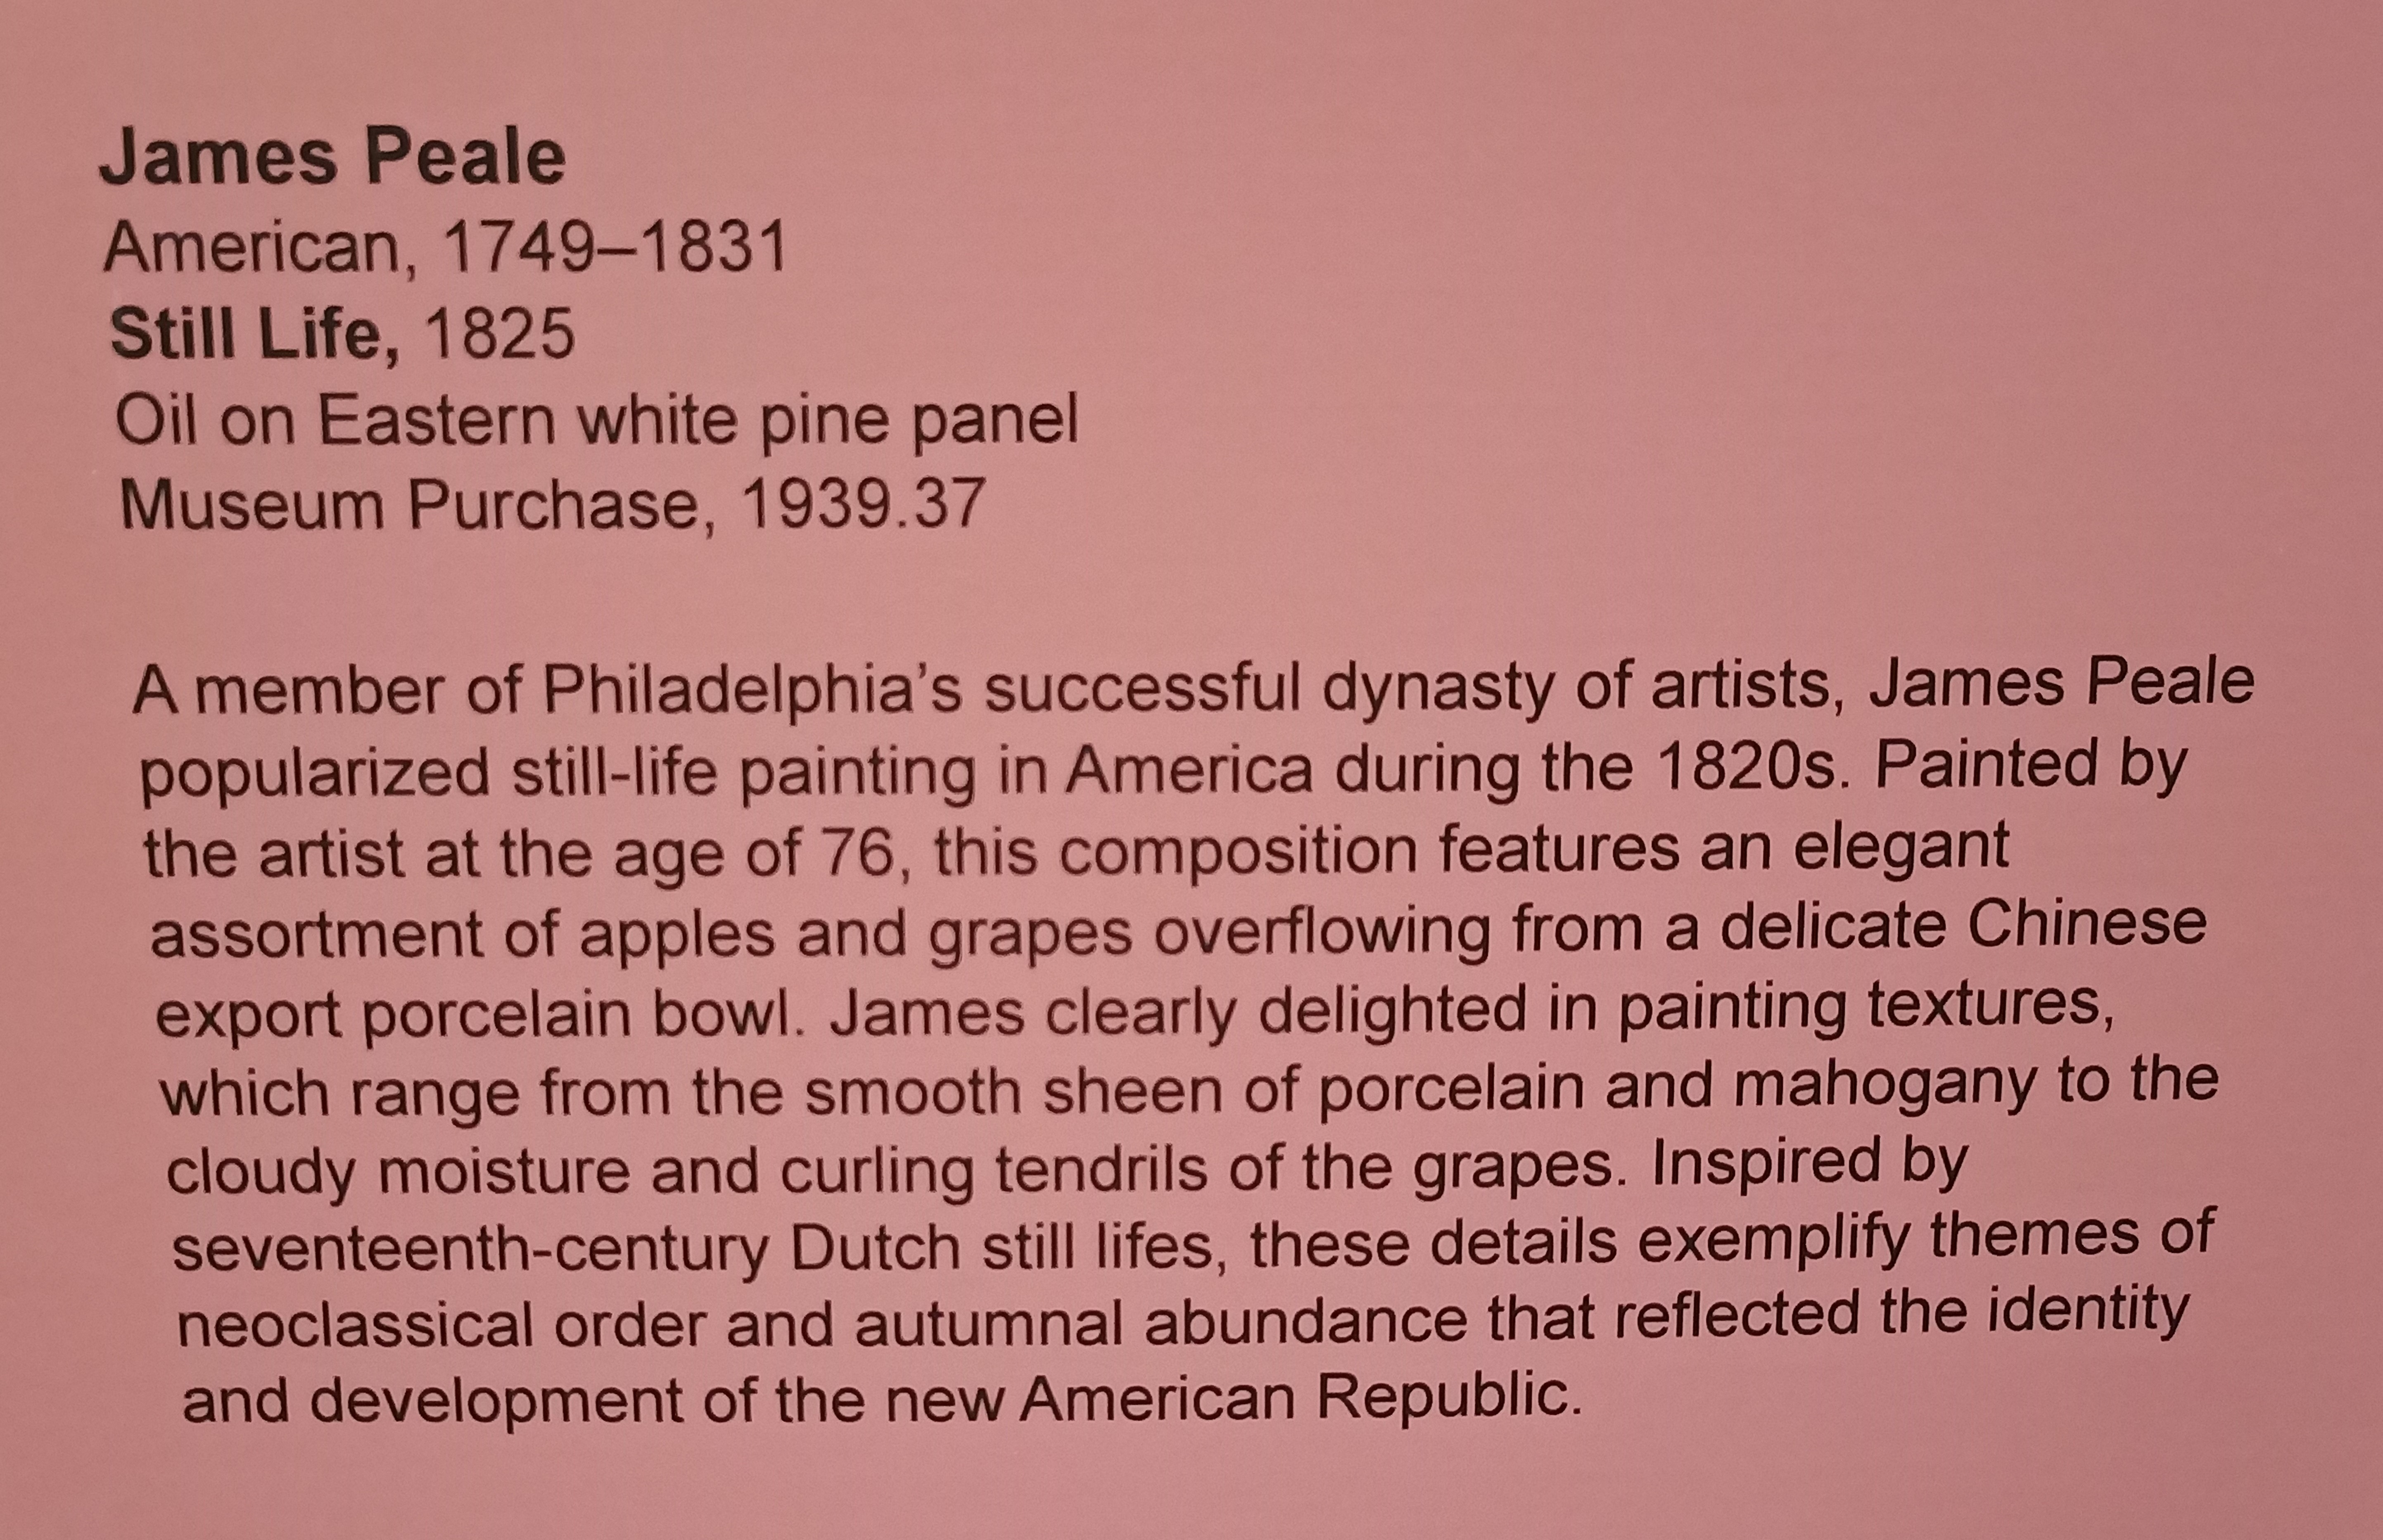 James Peale
American, 1749–1831
Still Life, 1825
Oil on Eastern white pine panel
Museum Purchase, 1939.37
A member of Philadelphia’s successful dynasty of artists, James Peale
popularized still-life painting in America during the 1820s. Painted by
the artist at the age of 76, this composition features an elegant
assortment of apples and grapes overflowing from a delicate Chinese
export porcelain bowl. James clearly delighted in painting textures,
which range from the smooth sheen of porcelain and mahogany to the
cloudy moisture and curling tendrils of the grapes. Inspired by
seventeenth-century Dutch still lifes, these details exemplify themes of
neoclassical order and autumnal abundance that reflected the identity
and development of the new American Republic.